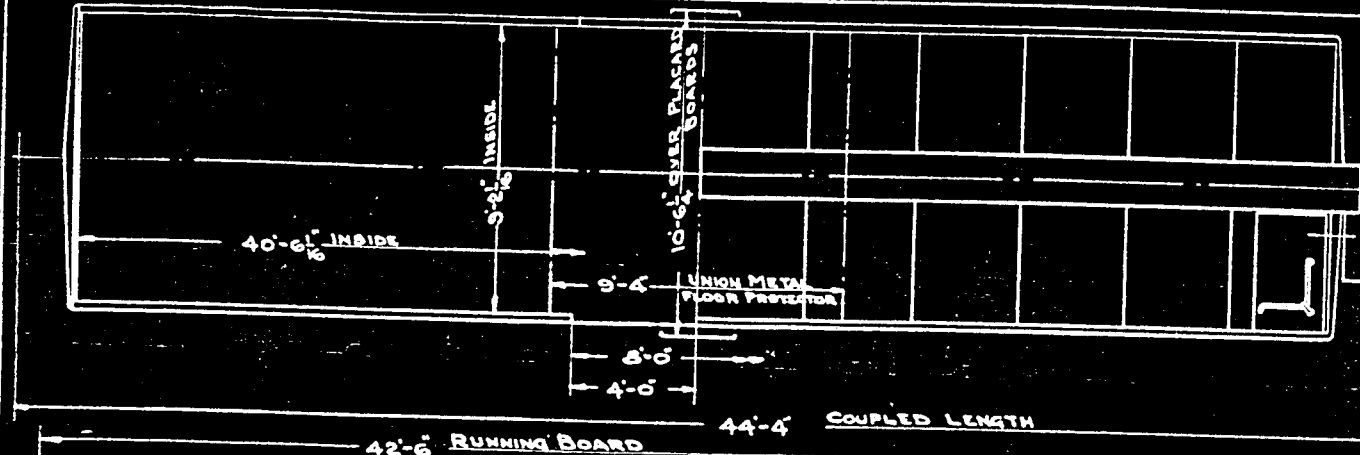 10'-6 1/4" OVER PLACARD
BOARDS
9'-2 1/16" INSIDE
40'-6 1/16" INSIDE
9'-4"
UNION METAL
FLOOR PROTECTOR
8'-0"
4'-0"
44'-4" COUPLED LENGTH
42'-6" RUNNING BOARD